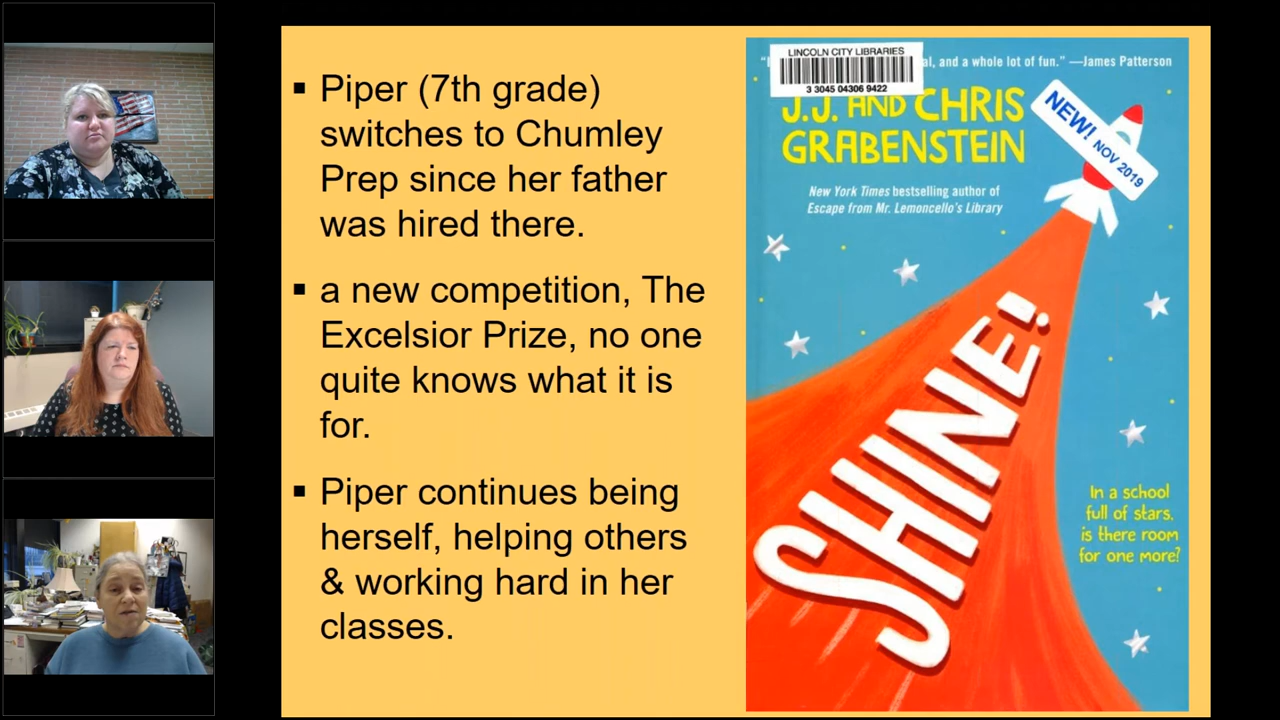 ▪ Piper (7th grade)
switches to Chumley
Prep since her father
was hired there.
▪ a new competition, The
Excelsior Prize, no one
quite knows what it is
for.
▪ Piper continues being
herself, helping others
& working hard in her
classes.
LINCOLN CITY LIBRARIES
3 3045 04306 9422
and a whole lot of fun.” —James Patterson
J.J. AND CHRIS
GRABENSTEIN
NEW! NOV 2019
New York Times bestselling author of
Escape from Mr. Lemoncello's Library
SHINE!
In a school
full of stars,
is there room
for one more?